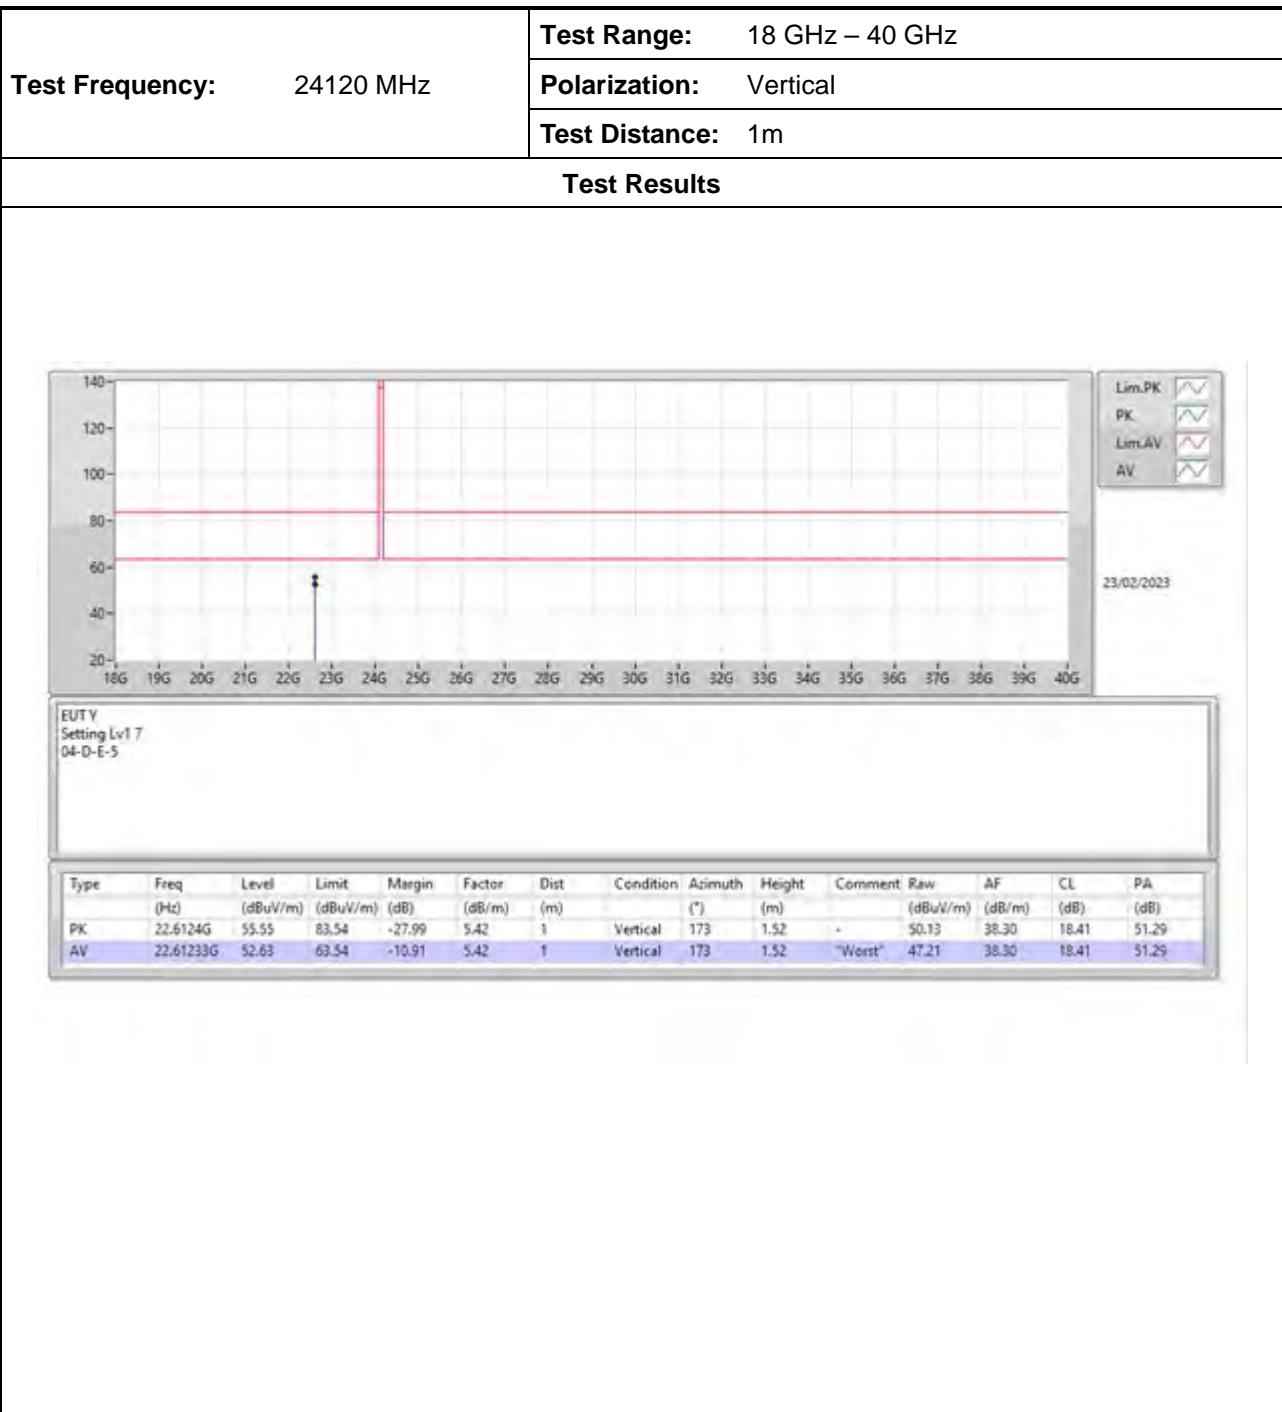 Test Frequency: 24120 MHz
Test Range: 18 GHz – 40 GHz
Polarization: Vertical
Test Distance: 1m
Test Results
140
120
100
80
60
40
20
18G 19G 20G 21G 22G 23G 24G 25G 26G 27G 28G 29G 30G 31G 32G 33G 34G 35G 36G 37G 38G 39G 40G
Lim.PK
PK
Lim.AV
AV
23/02/2023
EUT Y
Setting Lv1 7
04-D-E-5
Type Freq Level Limit Margin Factor Dist Condition Azimuth Height Comment Raw AF CL PA
(Hz) (dBuV/m) (dBuV/m) (dB) (dB/m) (m) (°) (m) (dBuV/m) (dB/m) (dB) (dB)
PK 22.6124G 55.55 83.54 -27.99 5.42 1 Vertical 173 1.52 - 50.13 38.30 18.41 51.29
AV 22.61233G 52.63 63.54 -10.91 5.42 1 Vertical 173 1.52 "Worst" 47.21 38.30 18.41 51.29